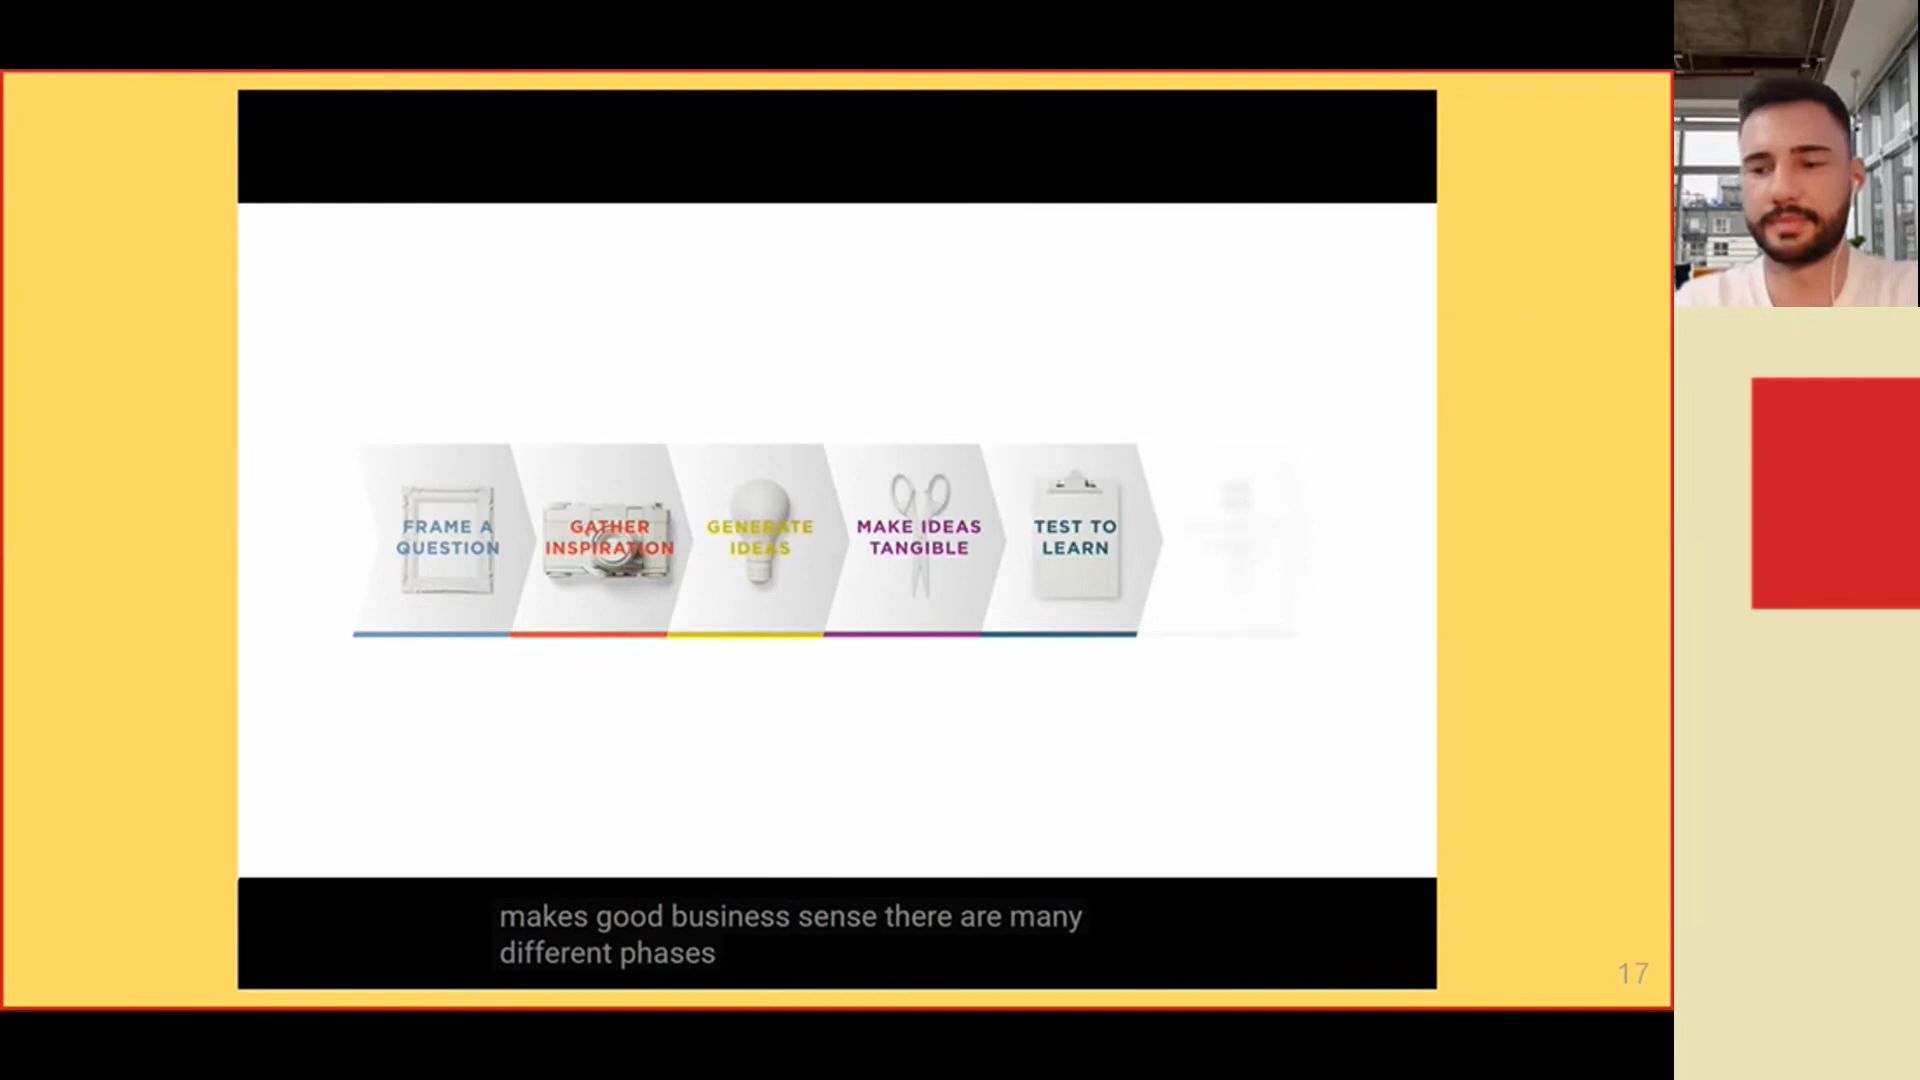 FRAME A
QUESTION
GATHER
INSPIRATION
GENERATE
IDEAS
MAKE IDEAS
TANGIBLE
TEST TO
LEARN
makes good business sense there are many
different phases
17